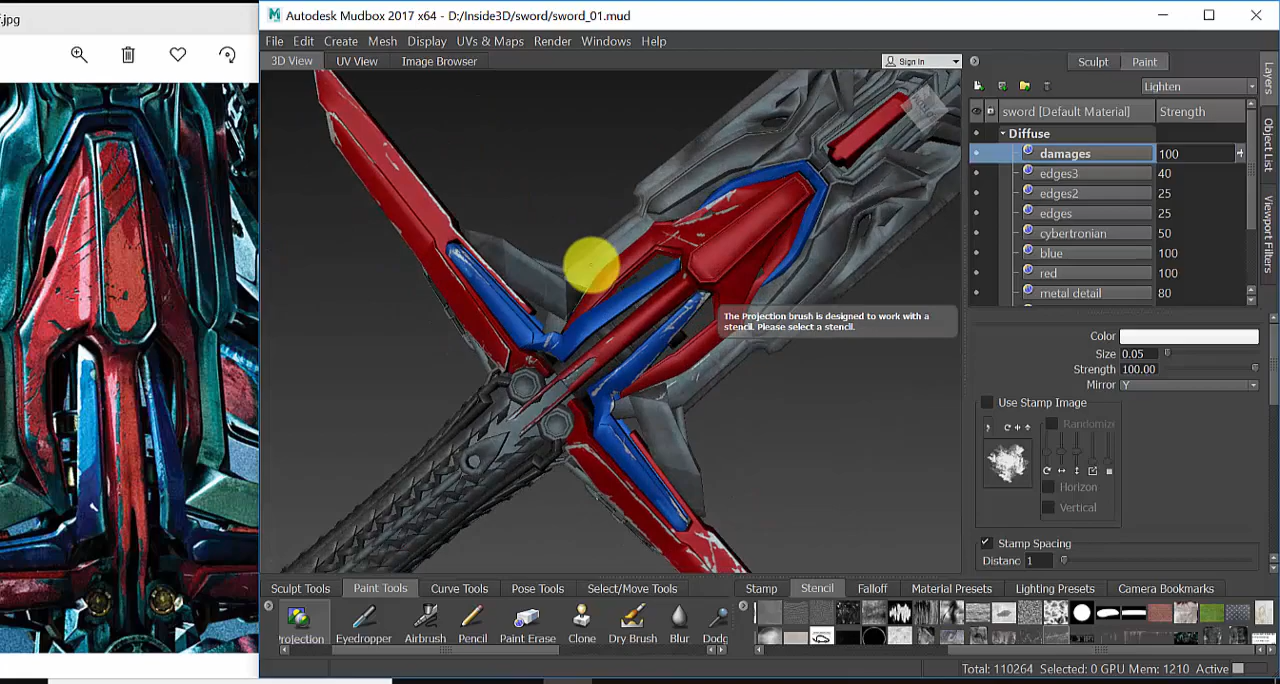 .jpg
Autodesk Mudbox 2017 x64 - D:/Inside3D/sword/sword_01.mud
File Edit Create Mesh Display UVs & Maps Render Windows Help
3D View UV View Image Browser
Sign In
Sculpt Paint
Lighten
sword [Default Material] Strength
Diffuse
damages 100
edges3 40
edges2 25
edges 25
cybertronian 50
blue 100
red 100
metal detail 80
The Projection brush is designed to work with a
stencil. Please select a stencil.
Color
Size 0.05
Strength 100.00
Mirror Y
Use Stamp Image
Randomize
Horizon
Vertical
Stamp Spacing
Distanc 1
Layers
Object List
Viewport Filters
Sculpt Tools Paint Tools Curve Tools Pose Tools Select/Move Tools
Stamp Stencil Falloff Material Presets Lighting Presets Camera Bookmarks
Projection Eyedropper Airbrush Pencil Paint Erase Clone Dry Brush Blur Dodg
Total: 110264 Selected: 0 GPU Mem: 1210 Active